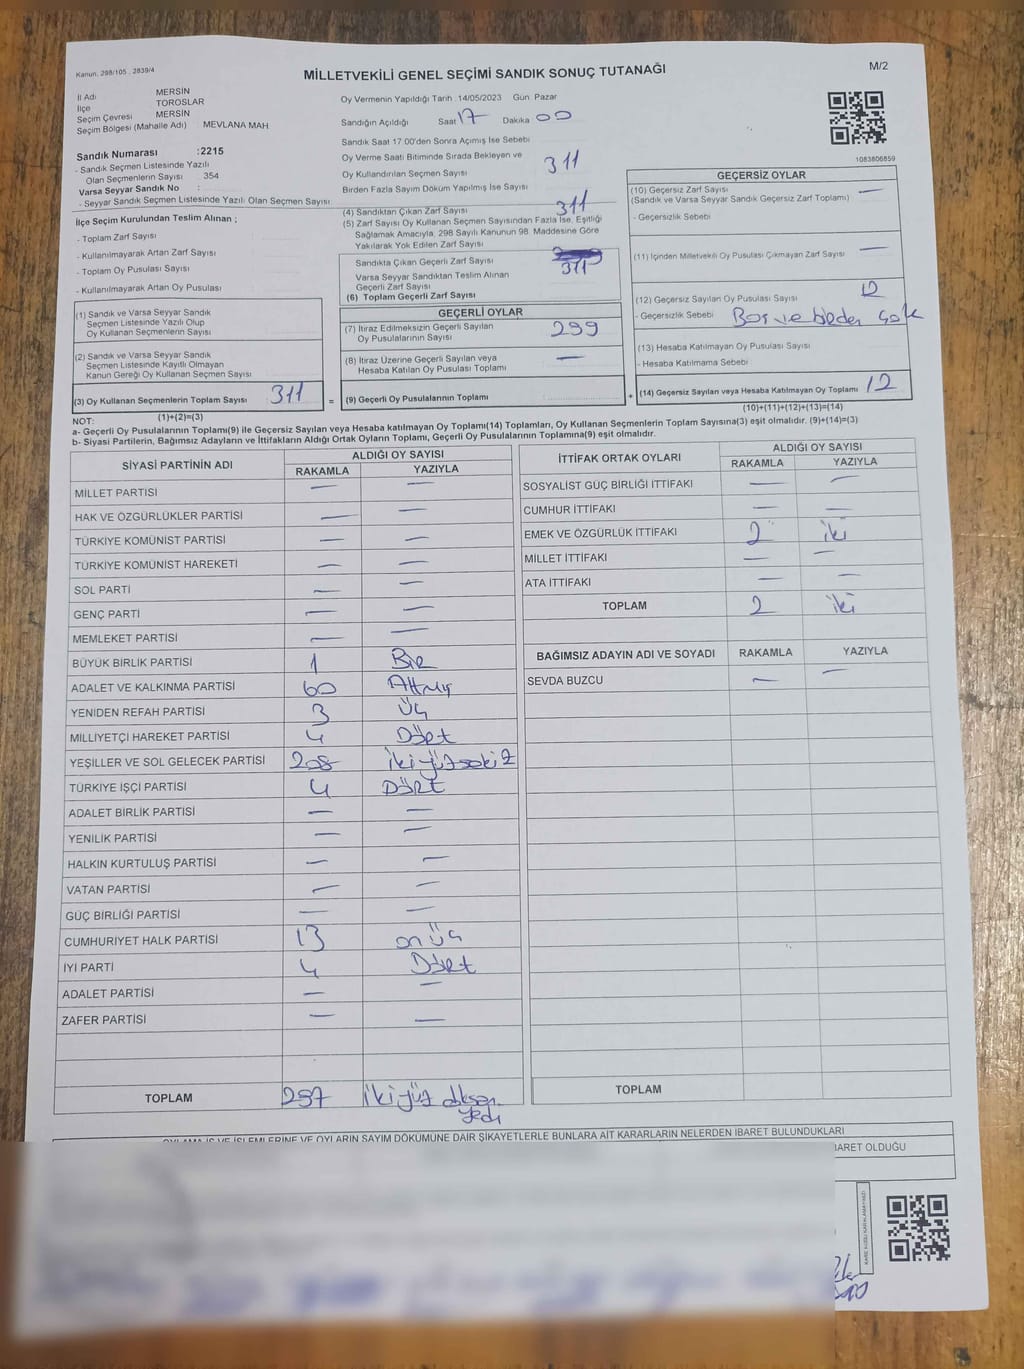 Kanun. 298/105 . 2839/4
MİLLETVEKİLİ GENEL SEÇİMİ SANDIK SONUÇ TUTANAĞI
M/2
İl Adı MERSİN
İlçe TOROSLAR
Seçim Çevresi MERSİN
Seçim Bölgesi (Mahalle Adı) MEVLANA MAH.
Sandık Numarası :2215
- Sandık Seçmen Listesinde Yazılı
Olan Seçmenlerin Sayısı : 354
Varsa Seyyar Sandık No :
- Seyyar Sandık Seçmen Listesinde Yazılı Olan Seçmen Sayısı:
İlçe Seçim Kurulundan Teslim Alınan ;
- Toplam Zarf Sayısı :
- Kullanılmayarak Artan Zarf Sayısı :
- Toplam Oy Pusulası Sayısı :
- Kullanılmayarak Artan Oy Pusulası :
(1) Sandık ve Varsa Seyyar Sandık
Seçmen Listesinde Yazılı Olup
Oy Kullananların Sayısı
(2) Sandık ve Varsa Seyyar Sandık
Seçmen Listesinde Kayıtlı Olmayan
Kanun Gereği Oy Kullanan Seçmen Sayısı
(3) Oy Kullanan Seçmenlerin Toplam Sayısı 311
(1)+(2)=(3)
Oy Vermenin Yapıldığı Tarih :14/05/2023 Gün: Pazar
Sandığın Açıldığı Saat 17 Dakika 00
Sandık Saat 17.00'den Sonra Açımış İse Sebebi
Oy Verme Saati Bitiminde Sırada Bekleyen ve
Oy Kullandırılan Seçmen Sayısı 311
Birden Fazla Sayım Döküm Yapılmış İse Sayısı
(4) Sandıktan Çıkan Zarf Sayısı 311
(5) Zarf Sayısı Oy Kullanan Seçmen Sayısından Fazla İse, Eşitliği
Sağlamak Amacıyla, 298 Sayılı Kanunun 98. Maddesine Göre
Yakılarak Yok Edilen Zarf Sayısı
Sandıkta Çıkan Geçerli Zarf Sayısı 311
Varsa Seyyar Sandıktan Teslim Alınan
Geçerli Zarf Sayısı
(6) Toplam Geçerli Zarf Sayısı
GEÇERLİ OYLAR
(7) İtiraz Edilmeksizin Geçerli Sayılan
Oy Pusulasının Sayısı 299
(8) İtiraz Üzerine Geçerli Sayılan veya
Hesaba Katılan Oy Pusulası Toplamı —
= (9) Geçerli Oy Pusulalarının Toplamı +
1083806859
GEÇERSİZ OYLAR
(10) Geçersiz Zarf Sayısı —
(Sandık ve Varsa Seyyar Sandık Geçersiz Zarf Toplamı)
- Geçersizlik Sebebi
(11) İçinden Milletvekili Oy Pusulası Çıkmayan Zarf Sayısı —
(12) Geçersiz Sayılan Oy Pusulası Sayısı 12
- Geçersizlik Sebebi Boş ve
(13) Hesaba Katılmayan Oy Pusulası Sayısı
- Hesaba Katılmama Sebebi
(14) Geçersiz Sayılan veya Hesaba Katılmayan Oy Toplamı 12
(10)+(11)+(12)+(13)=(14)
NOT:
a- Geçerli Oy Pusulalarının Toplamı(9) ile Geçersiz Sayılan veya Hesaba katılmayan Oy Toplamı(14) Toplamları, Oy Kullanan Seçmenlerin Toplam Sayısına(3) eşit olmalıdır. (9)+(14)=(3)
b- Siyasi Partilerin, Bağımsız Adayların ve İttifakların Aldığı Ortak Oyların Toplamı, Geçerli Oy Pusulalarının Toplamına(9) eşit olmalıdır.
SİYASİ PARTİNİN ADI ALDIĞI OY SAYISI
RAKAMLA YAZIYLA
MİLLET PARTİSİ — —
HAK VE ÖZGÜRLÜKLER PARTİSİ — —
TÜRKİYE KOMÜNİST PARTİSİ — —
TÜRKİYE KOMÜNİST HAREKETİ — —
SOL PARTİ — —
GENÇ PARTİ — —
MEMLEKET PARTİSİ — —
BÜYÜK BİRLİK PARTİSİ 1 Bir
ADALET VE KALKINMA PARTİSİ 60 Altmış
YENİDEN REFAH PARTİSİ 3 Üç
MİLLİYETÇİ HAREKET PARTİSİ 4 Dört
YEŞİLLER VE SOL GELECEK PARTİSİ 208 İki yüz sekiz
TÜRKİYE İŞÇİ PARTİSİ 4 Dört
ADALET BİRLİK PARTİSİ — —
YENİLİK PARTİSİ — —
HALKIN KURTULUŞ PARTİSİ — —
VATAN PARTİSİ — —
GÜÇ BİRLİĞİ PARTİSİ — —
CUMHURİYET HALK PARTİSİ 13 on üç
İYİ PARTİ 4 Dört
ADALET PARTİSİ — —
ZAFER PARTİSİ — —
TOPLAM 297 İki yüz doksan
yedi
İTTİFAK ORTAK OYLARI ALDIĞI OY SAYISI
RAKAMLA YAZIYLA
SOSYALİST GÜÇ BİRLİĞİ İTTİFAKI — —
CUMHUR İTTİFAKI — —
EMEK VE ÖZGÜRLÜK İTTİFAKI 2 iki
MİLLET İTTİFAKI — —
ATA İTTİFAKI — —
TOPLAM 2 iki
BAĞIMSIZ ADAYIN ADI VE SOYADI RAKAMLA YAZIYLA
SEVDA BUZCU — —
TOPLAM
OYLAMA İŞ VE İŞLEMLERİNE VE OYLARIN SAYIM DÖKÜMÜNE DAİR ŞİKAYETLERLE BUNLARA AİT KARARLARIN NELERDEN İBARET BULUNDUKLARI
İBARET OLDUĞU